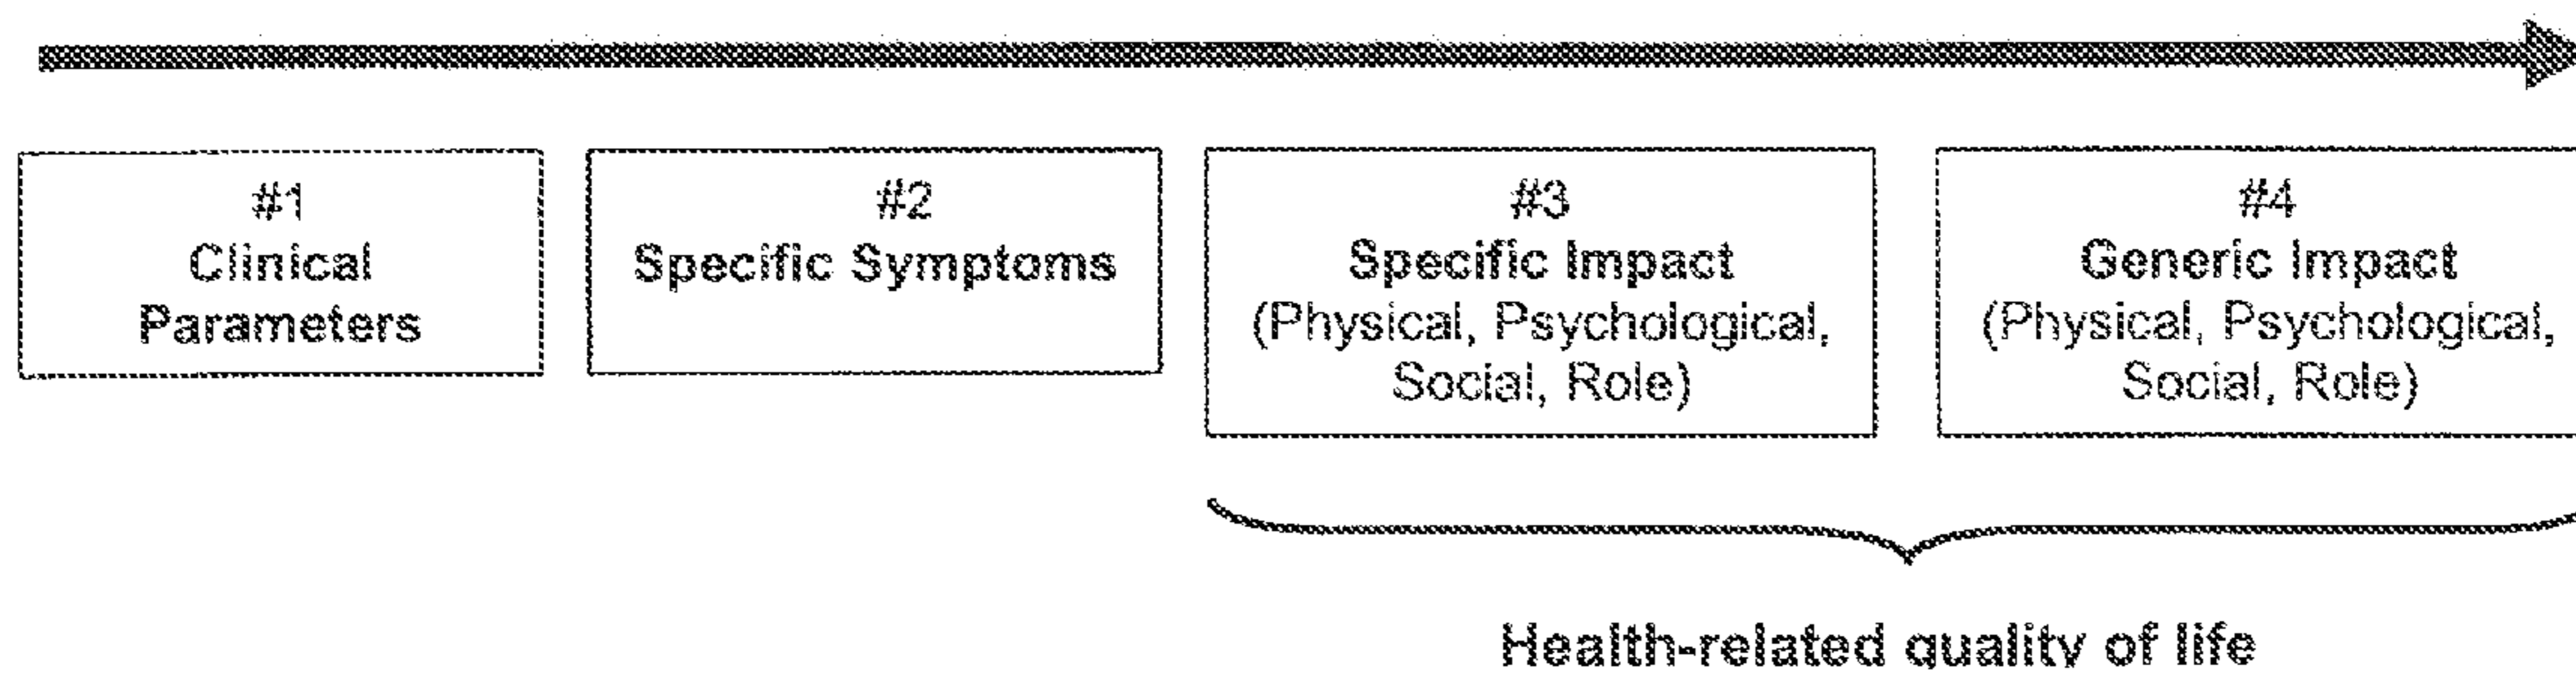 #1
Clinical
Parameters
#2
Specific Symptoms
#3
Specific Impact
(Physical, Psychological,
Social, Role)
#4
Generic Impact
(Physical, Psychological,
Social, Role)
Health-related quality of life